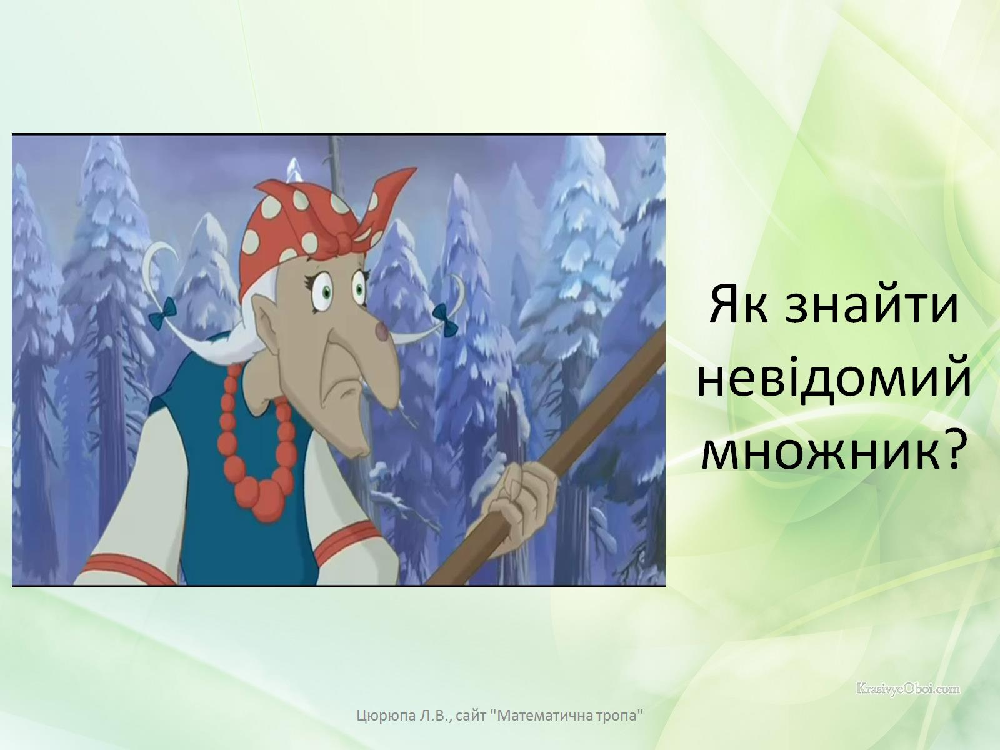 Як знайти
невідомий
множник?
KrasivyeOboi.com
Цюрюпа Л.В., сайт "Математична тропа"